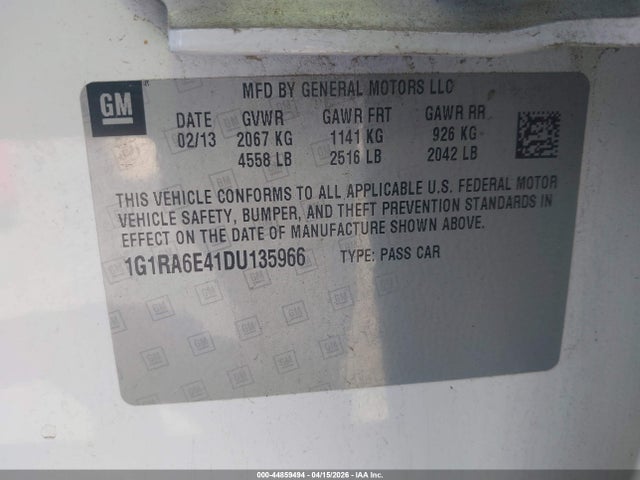 GM
MFD BY GENERAL MOTORS LLC
DATE GVWR GAWR FRT GAWR RR
02/13 2067 KG 1141 KG 926 KG
4558 LB 2516 LB 2042 LB
THIS VEHICLE CONFORMS TO ALL APPLICABLE U.S. FEDERAL MOTOR
VEHICLE SAFETY, BUMPER, AND THEFT PREVENTION STANDARDS IN
EFFECT ON THE DATE OF MANUFACTURE SHOWN ABOVE.
1G1RA6E41DU135966 TYPE: PASS CAR
000-44859494 - 04/15/2026 - IAA Inc.